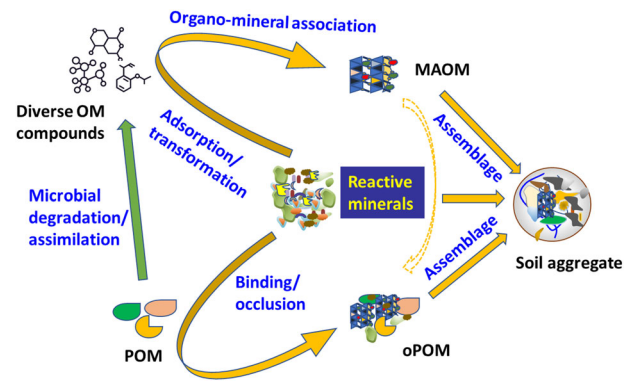 Organo-mineral association
MAOM
Diverse OM
compounds
Adsorption/
transformation
Assemblage
Reactive
minerals
Microbial
degradation/
assimilation
Soil aggregate
Binding/
occlusion
Assemblage
POM
oPOM